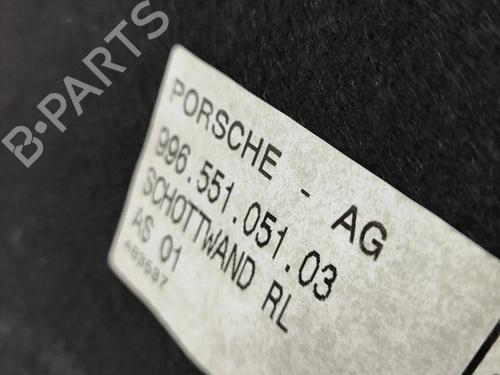 B-PARTS
PORSCHE - AG
996.551.051.03
SCHOTTWAND RL
AS 01